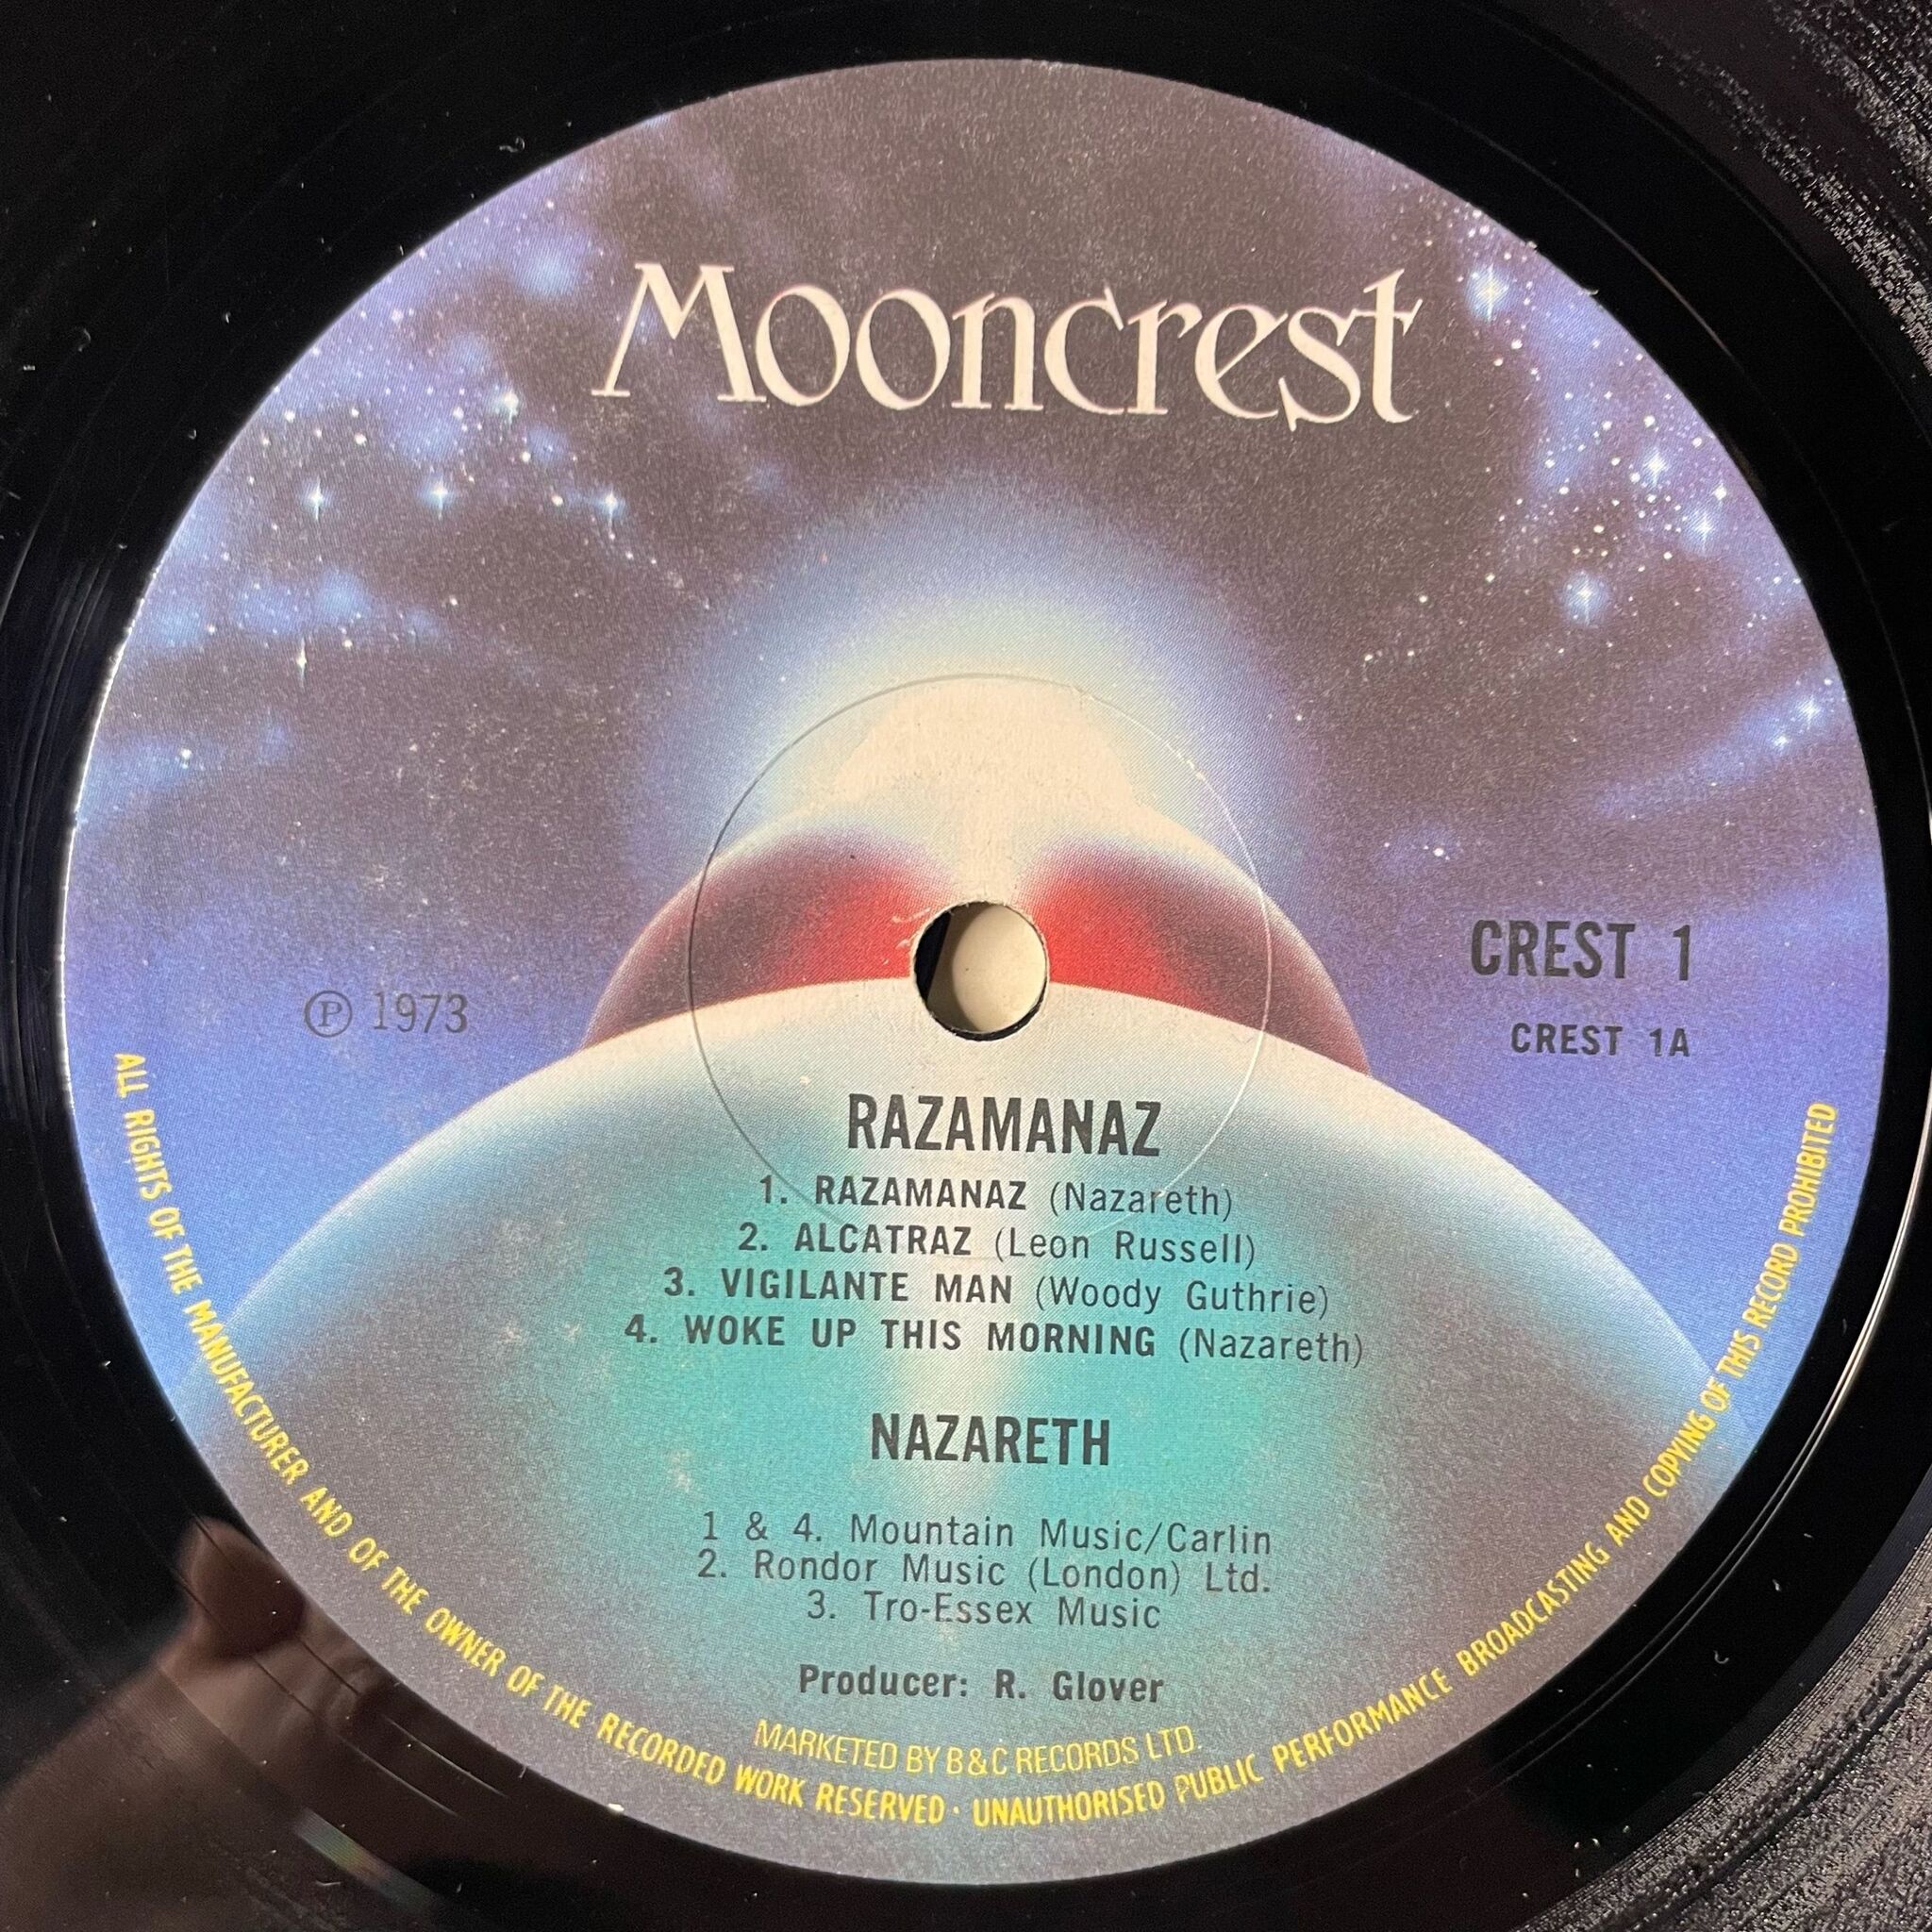 Mooncrest
CREST 1
℗ 1973
CREST 1A
RAZAMANAZ
1. RAZAMANAZ (Nazareth)
2. ALCATRAZ (Leon Russell)
3. VIGILANTE MAN (Woody Guthrie)
4. WOKE UP THIS MORNING (Nazareth)
NAZARETH
1 & 4. Mountain Music/Carlin
2. Rondor Music (London) Ltd.
3. Tro-Essex Music
Producer: R. Glover
MARKETED BY B&C RECORDS LTD.
ALL RIGHTS OF THE MANUFACTURER AND OF THE OWNER OF THE RECORDED WORK RESERVED · UNAUTHORISED PUBLIC PERFORMANCE BROADCASTING AND COPYING OF THIS RECORD PROHIBITED